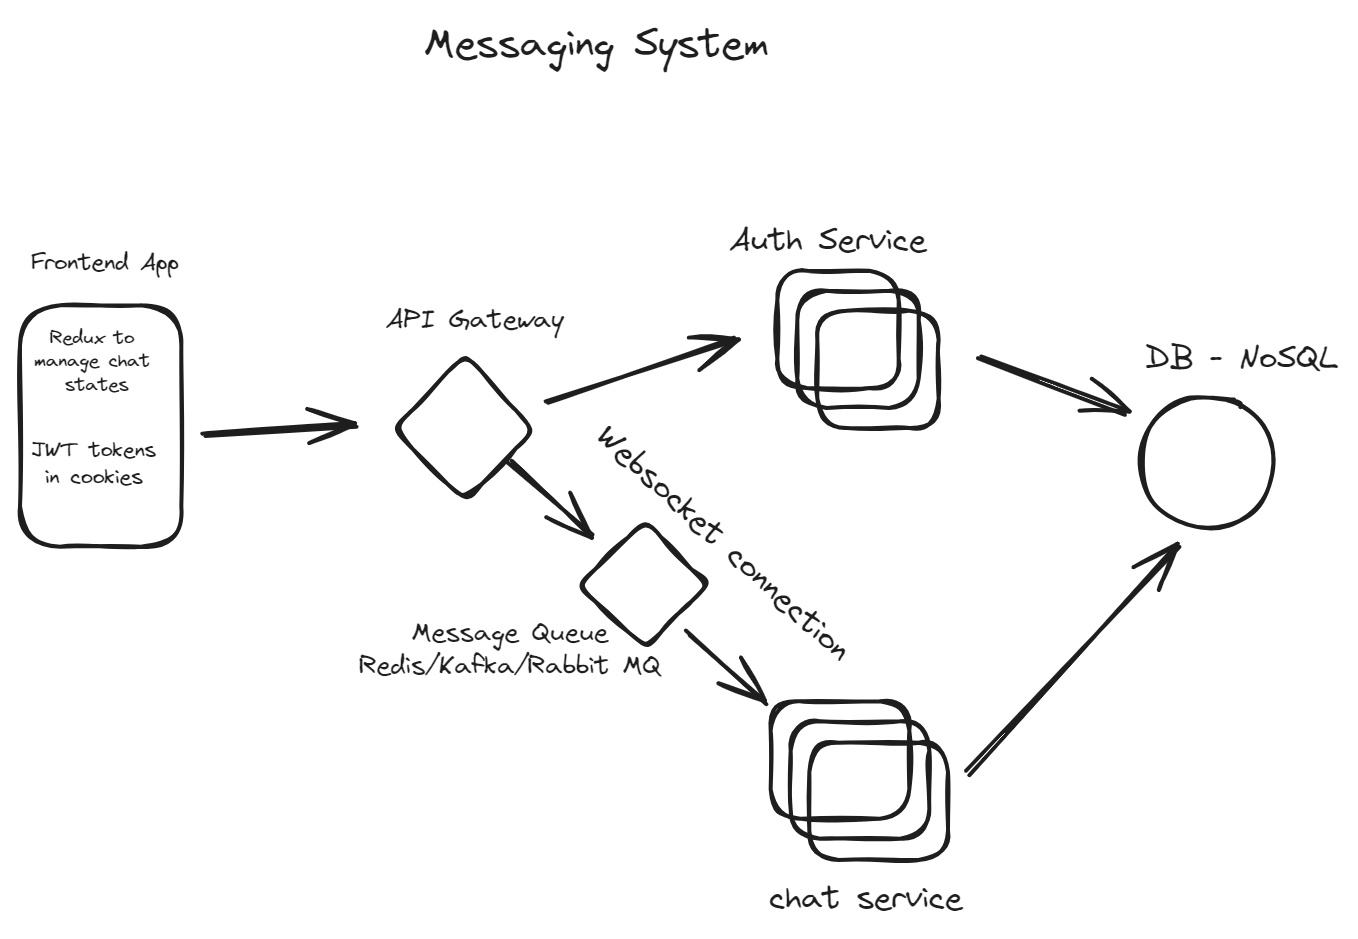 Messaging System
Frontend App
Redux to
manage chat
states
JWT tokens
in cookies
API Gateway
Auth Service
Websocket connection
Message Queue
Redis/Kafka/Rabbit MQ
DB - NoSQL
chat service